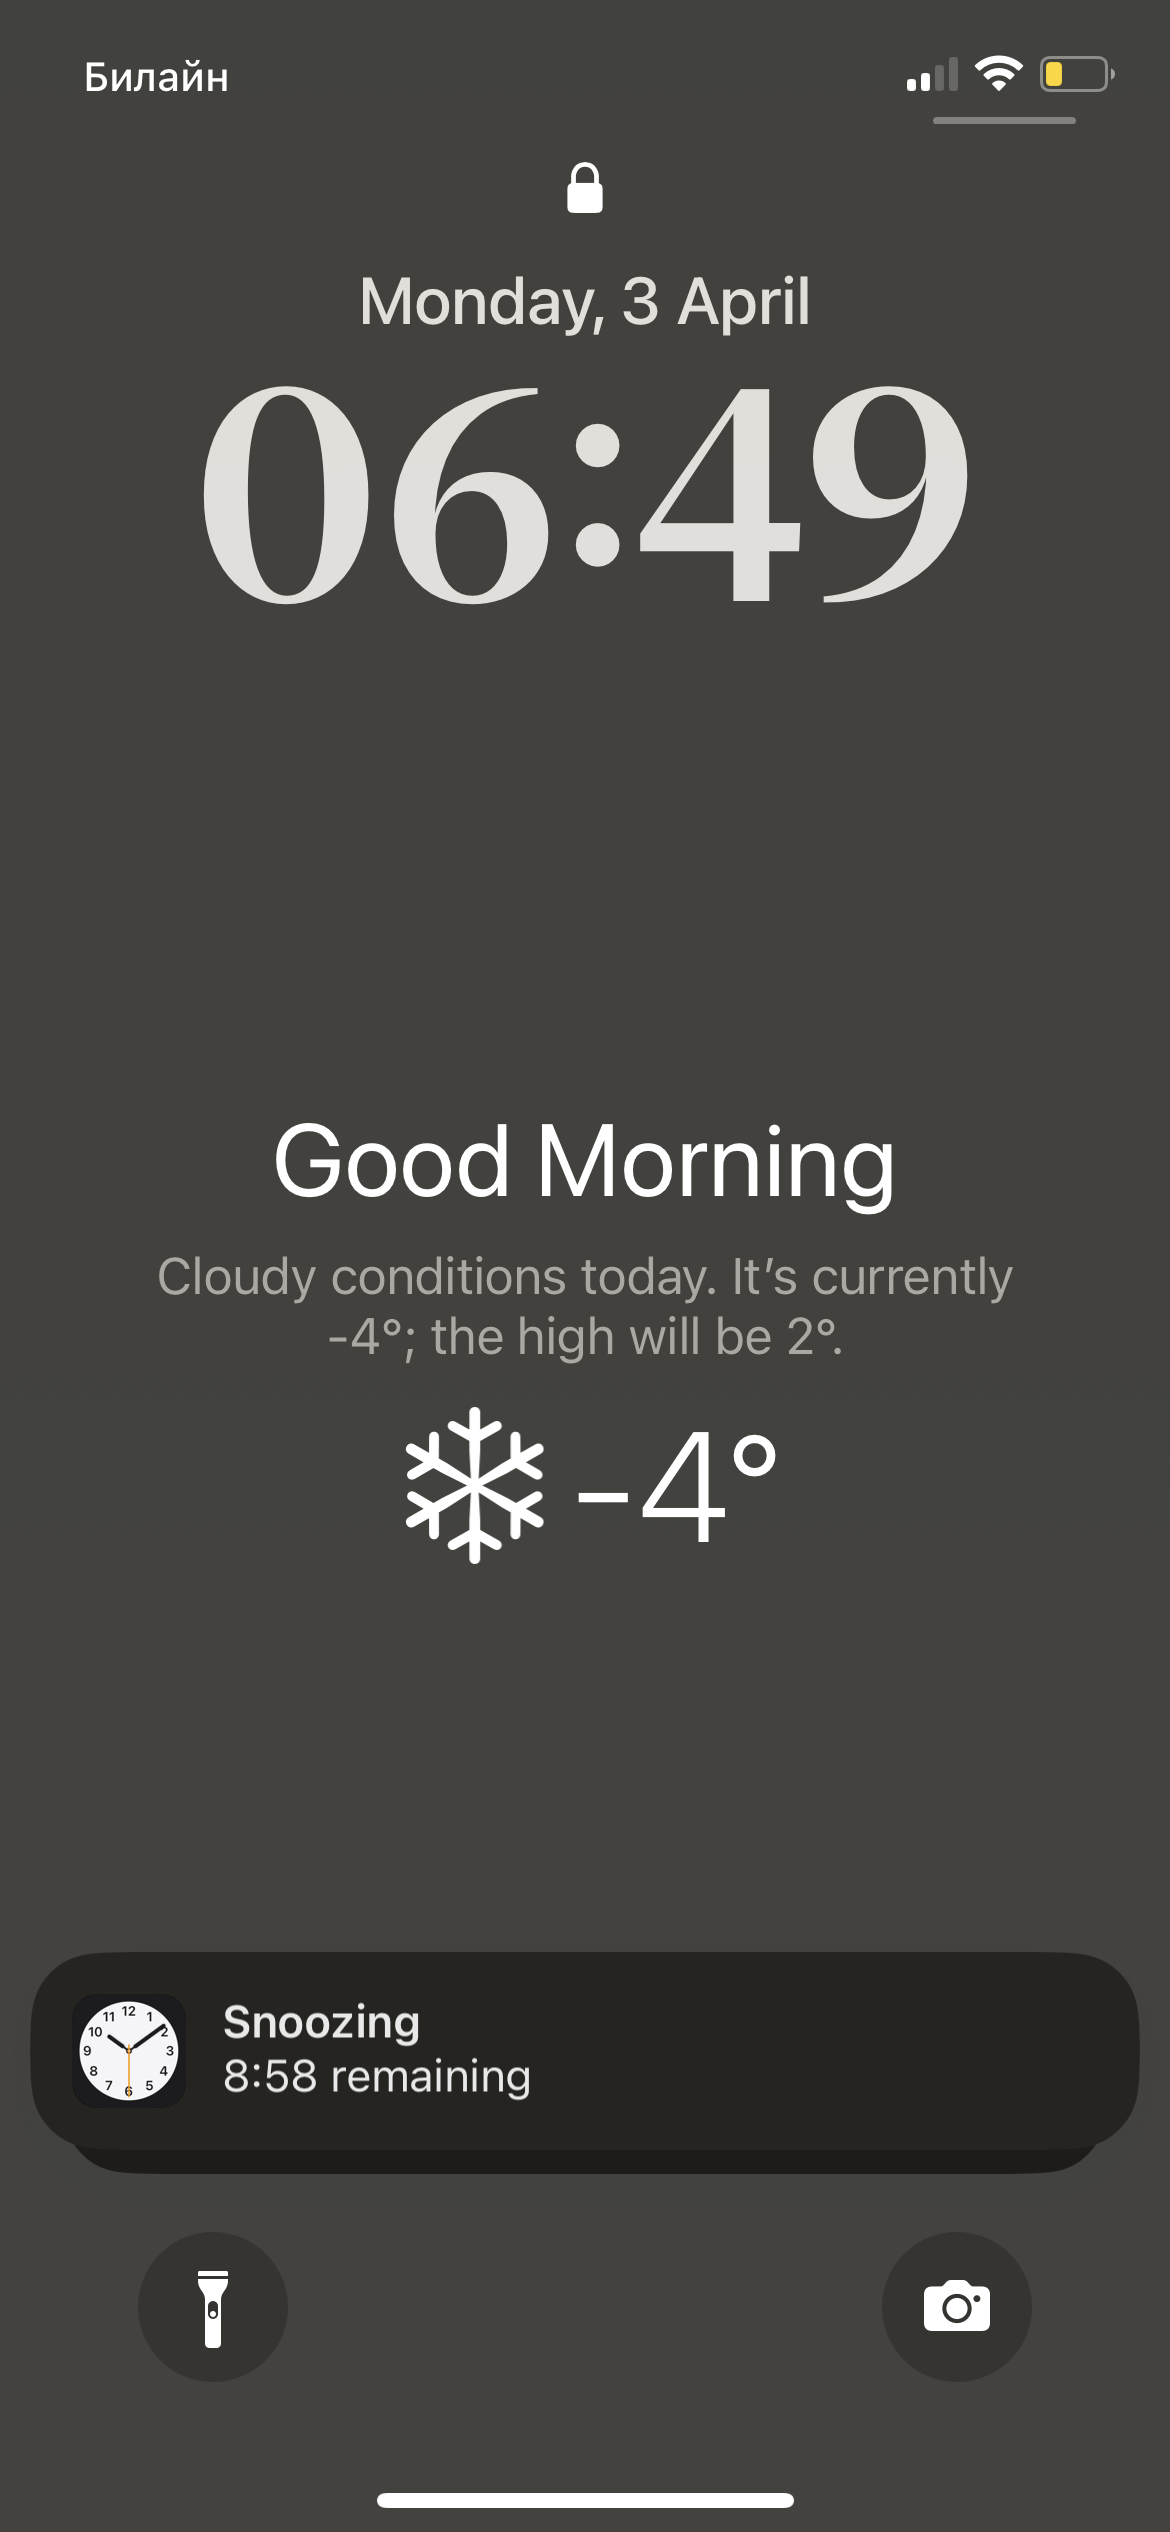 Билайн
Monday, 3 April
06:49
Good Morning
Cloudy conditions today. It’s currently
-4°; the high will be 2°.
-4°
Snoozing
8:58 remaining
12
11 1
10 2
9 3
8 4
7 5
6